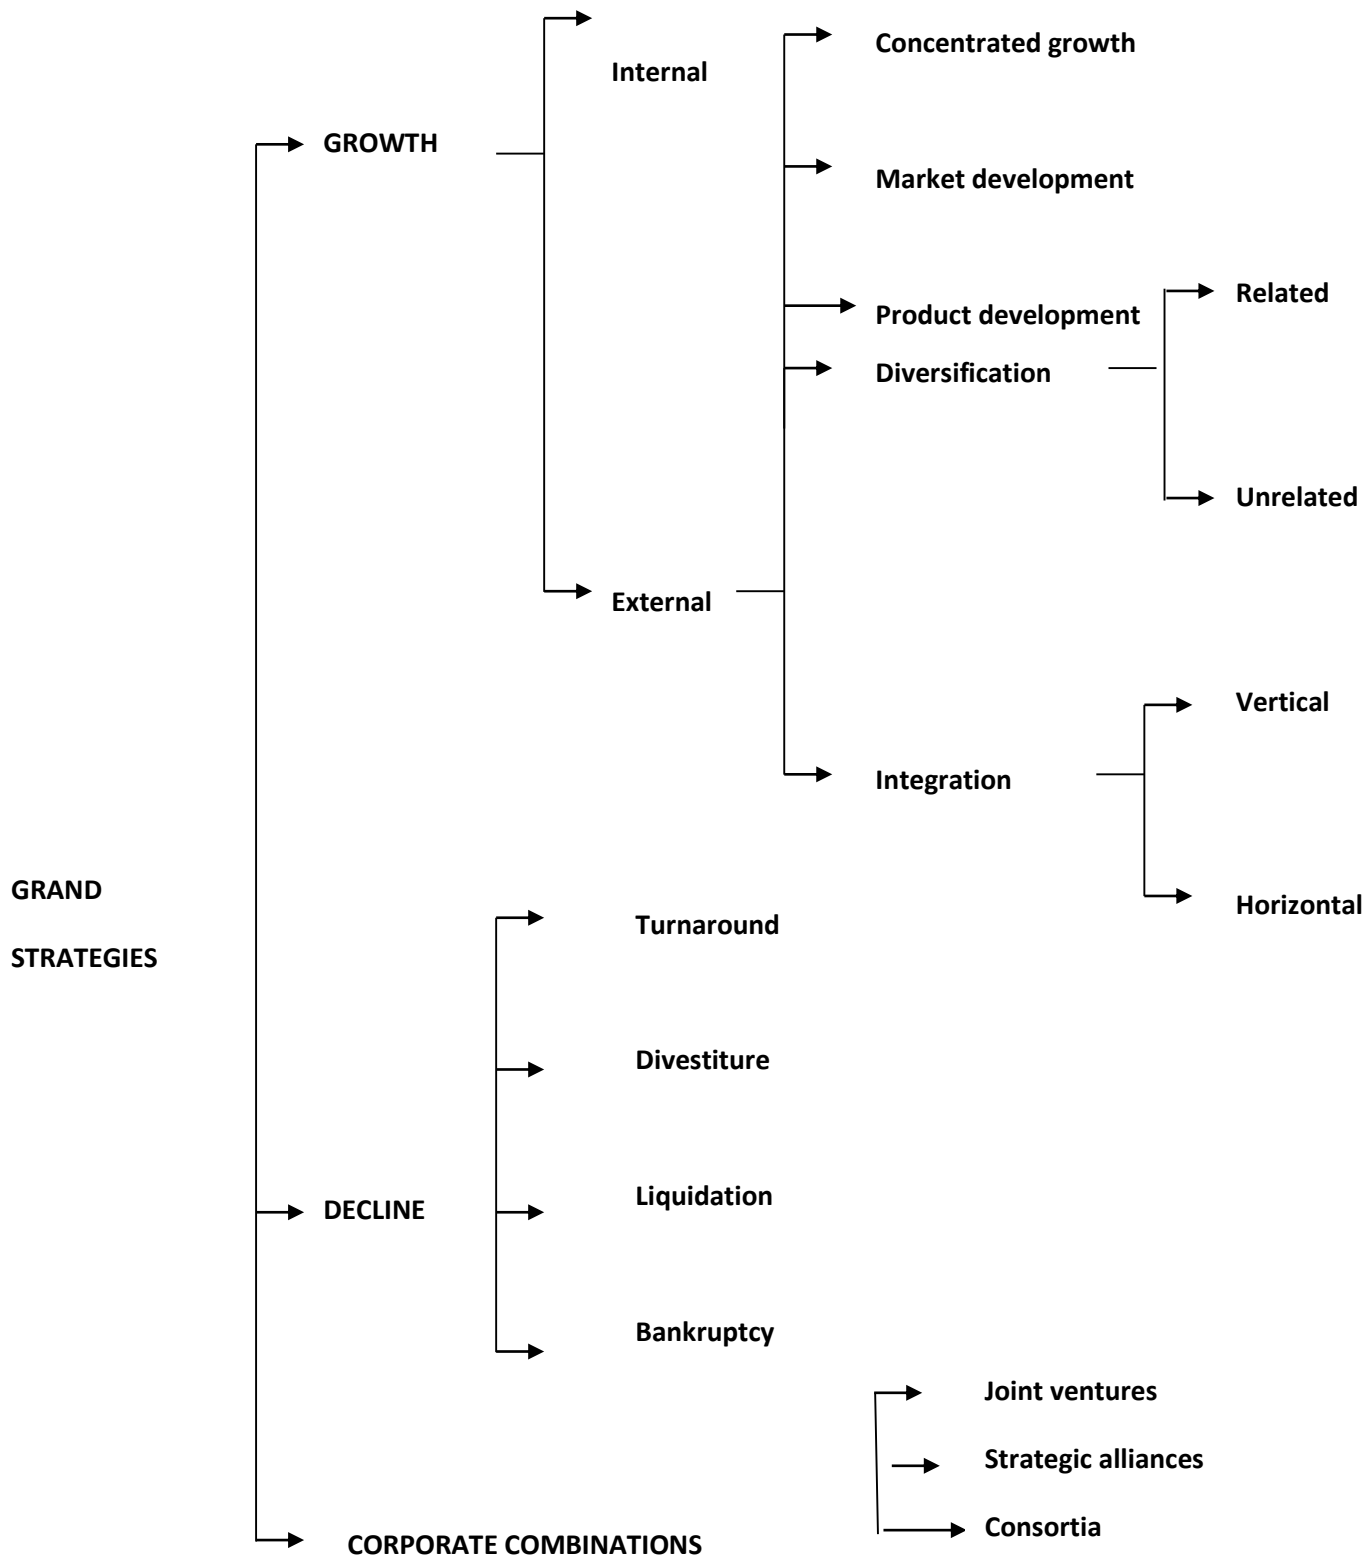 Concentrated growth
Internal
GROWTH
Market development
Related
Product development
Diversification
Unrelated
External
Vertical
Integration
GRAND
Horizontal
Turnaround
STRATEGIES
Divestiture
Liquidation
DECLINE
Bankruptcy
Joint ventures
Strategic alliances
Consortia
CORPORATE COMBINATIONS